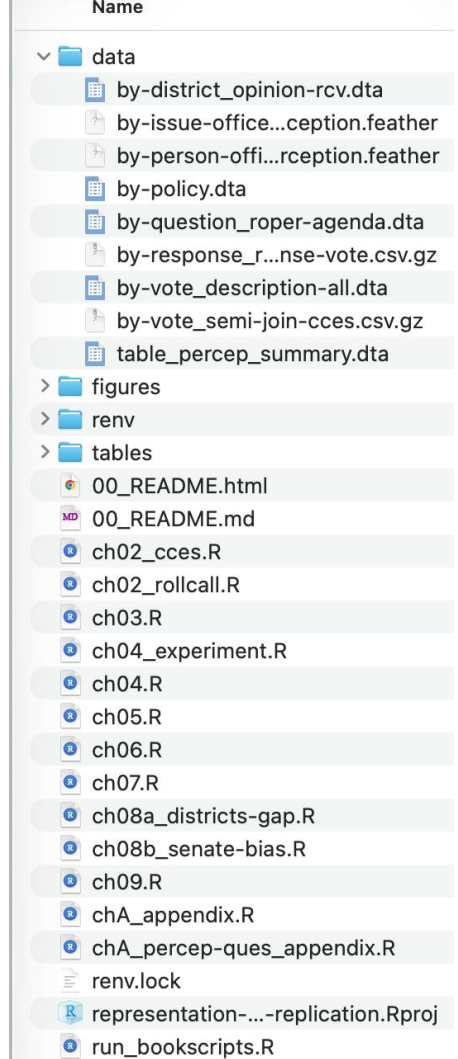 Name
data
by-district_opinion-rcv.dta
by-issue-office...ception.feather
by-person-offi...rception.feather
by-policy.dta
by-question_roper-agenda.dta
by-response_r...nse-vote.csv.gz
by-vote_description-all.dta
by-vote_semi-join-cces.csv.gz
table_percep_summary.dta
figures
renv
tables
00_README.html
MD 00_README.md
R ch02_cces.R
R ch02_rollcall.R
R ch03.R
R ch04_experiment.R
R ch04.R
R ch05.R
R ch06.R
R ch07.R
R ch08a_districts-gap.R
R ch08b_senate-bias.R
R ch09.R
R chA_appendix.R
R chA_percep-ques_appendix.R
renv.lock
R representation-...-replication.Rproj
R run_bookscripts.R